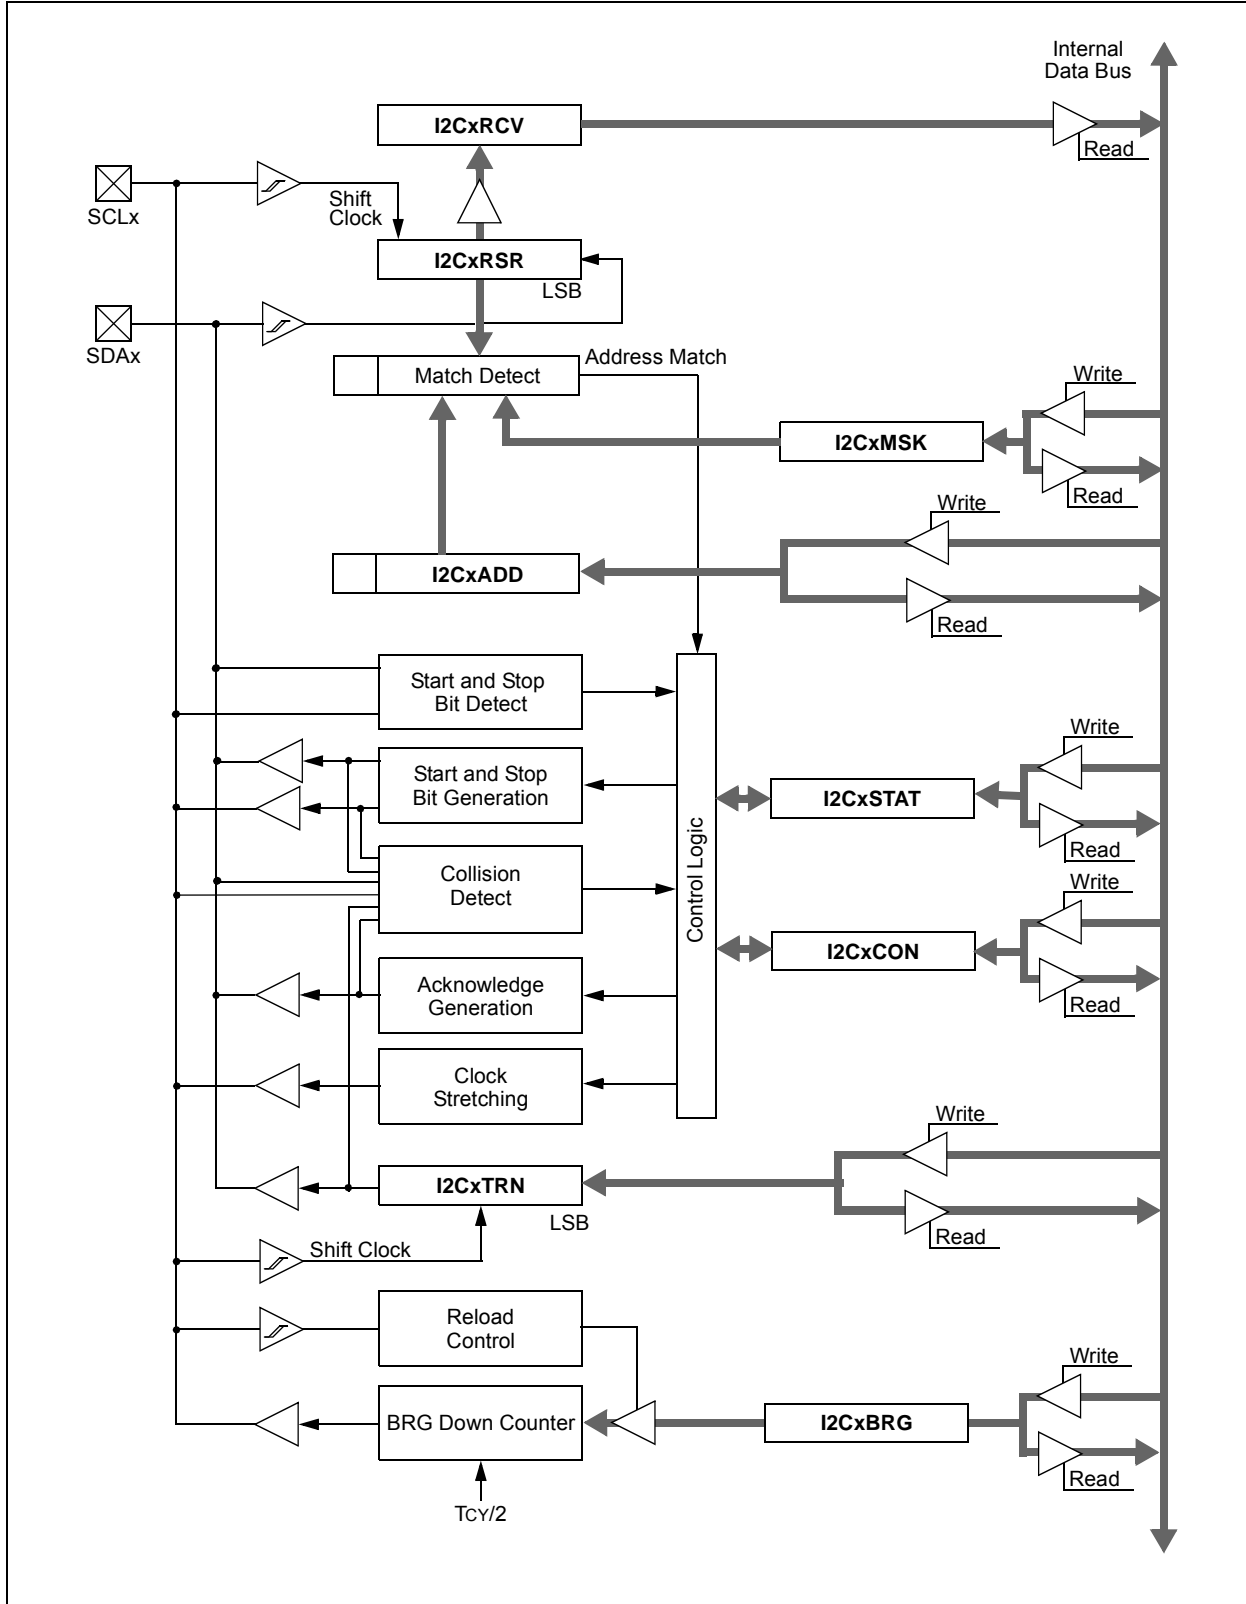 Internal
Data Bus
I2CxRCV
Read
SCLx
Shift
Clock
I2CxRSR
LSB
SDAx
Address Match
Match Detect
Write
I2CxMSK
Read
Write
I2CxADD
Read
Start and Stop
Bit Detect
Write
Start and Stop
Bit Generation
I2CxSTAT
Control Logic
Read
Collision
Detect
Write
I2CxCON
Acknowledge
Generation
Read
Clock
Stretching
Write
I2CxTRN
LSB
Read
Shift Clock
Reload
Control
Write
BRG Down Counter
I2CxBRG
Read
TCY/2